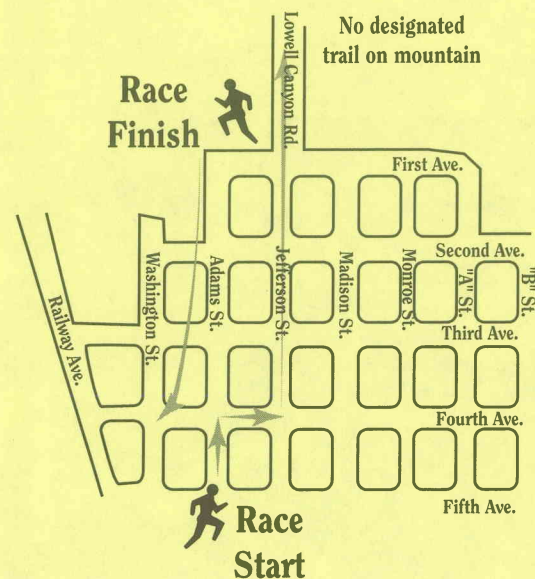 No designated
trail on mountain
Lowell Canyon Rd.
Race
Finish
First Ave.
Second Ave.
Washington St.
Adams St.
Jefferson St.
Madison St.
Monroe St.
"A" St.
"B" St.
Railway Ave.
Third Ave.
Fourth Ave.
Fifth Ave.
Race
Start